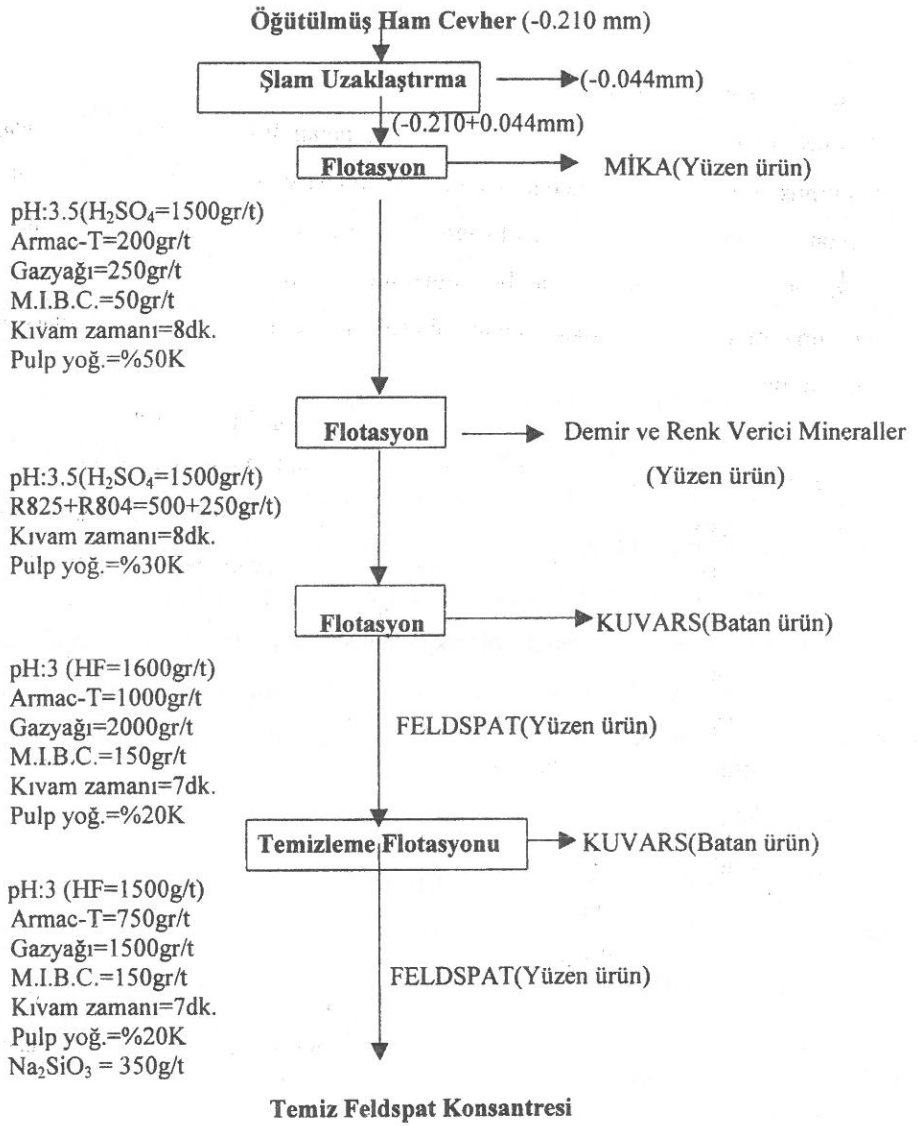 Öğütülmüş Ham Cevher (-0.210 mm)
Şlam Uzaklaştırma
(-0.044mm)
(-0.210+0.044mm)
Flotasyon
MİKA(Yüzen ürün)
pH:3.5(H₂SO₄=1500gr/t)
Armac-T=200gr/t
Gazyağı=250gr/t
M.I.B.C.=50gr/t
Kıvam zamanı=8dk.
Pulp yoğ.=%50K
Flotasyon
Demir ve Renk Verici Mineraller
(Yüzen ürün)
pH:3.5(H₂SO₄=1500gr/t)
R825+R804=500+250gr/t)
Kıvam zamanı=8dk.
Pulp yoğ.=%30K
Flotasyon
KUVARS(Batan ürün)
pH:3 (HF=1600gr/t)
Armac-T=1000gr/t
Gazyağı=2000gr/t
M.I.B.C.=150gr/t
Kıvam zamanı=7dk.
Pulp yoğ.=%20K
FELDSPAT(Yüzen ürün)
Temizleme Flotasyonu
KUVARS(Batan ürün)
pH:3 (HF=1500g/t)
Armac-T=750gr/t
Gazyağı=1500gr/t
M.I.B.C.=150gr/t
Kıvam zamanı=7dk.
Pulp yoğ.=%20K
Na₂SiO₃ = 350g/t
FELDSPAT(Yüzen ürün)
Temiz Feldspat Konsantresi